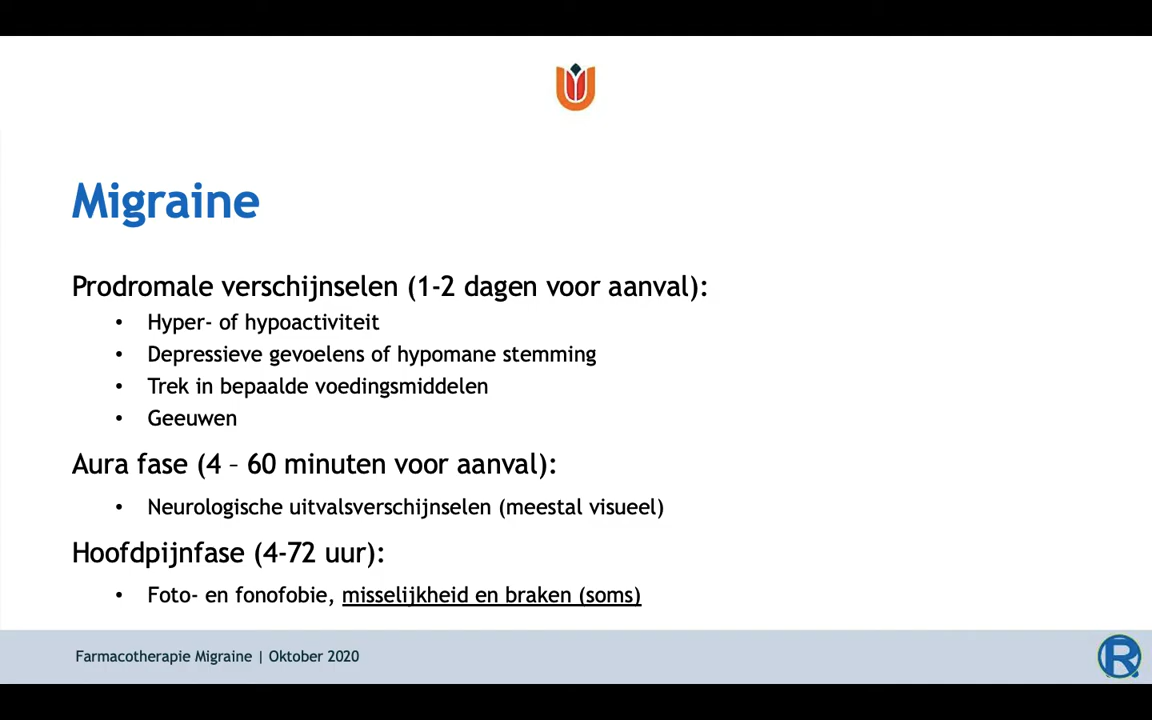 Migraine
Prodromale verschijnselen (1-2 dagen voor aanval):
• Hyper- of hypoactiviteit
• Depressieve gevoelens of hypomane stemming
• Trek in bepaalde voedingsmiddelen
• Geeuwen
Aura fase (4 – 60 minuten voor aanval):
• Neurologische uitvalsverschijnselen (meestal visueel)
Hoofdpijnfase (4-72 uur):
• Foto- en fonofobie, misselijkheid en braken (soms)
Farmacotherapie Migraine | Oktober 2020
R